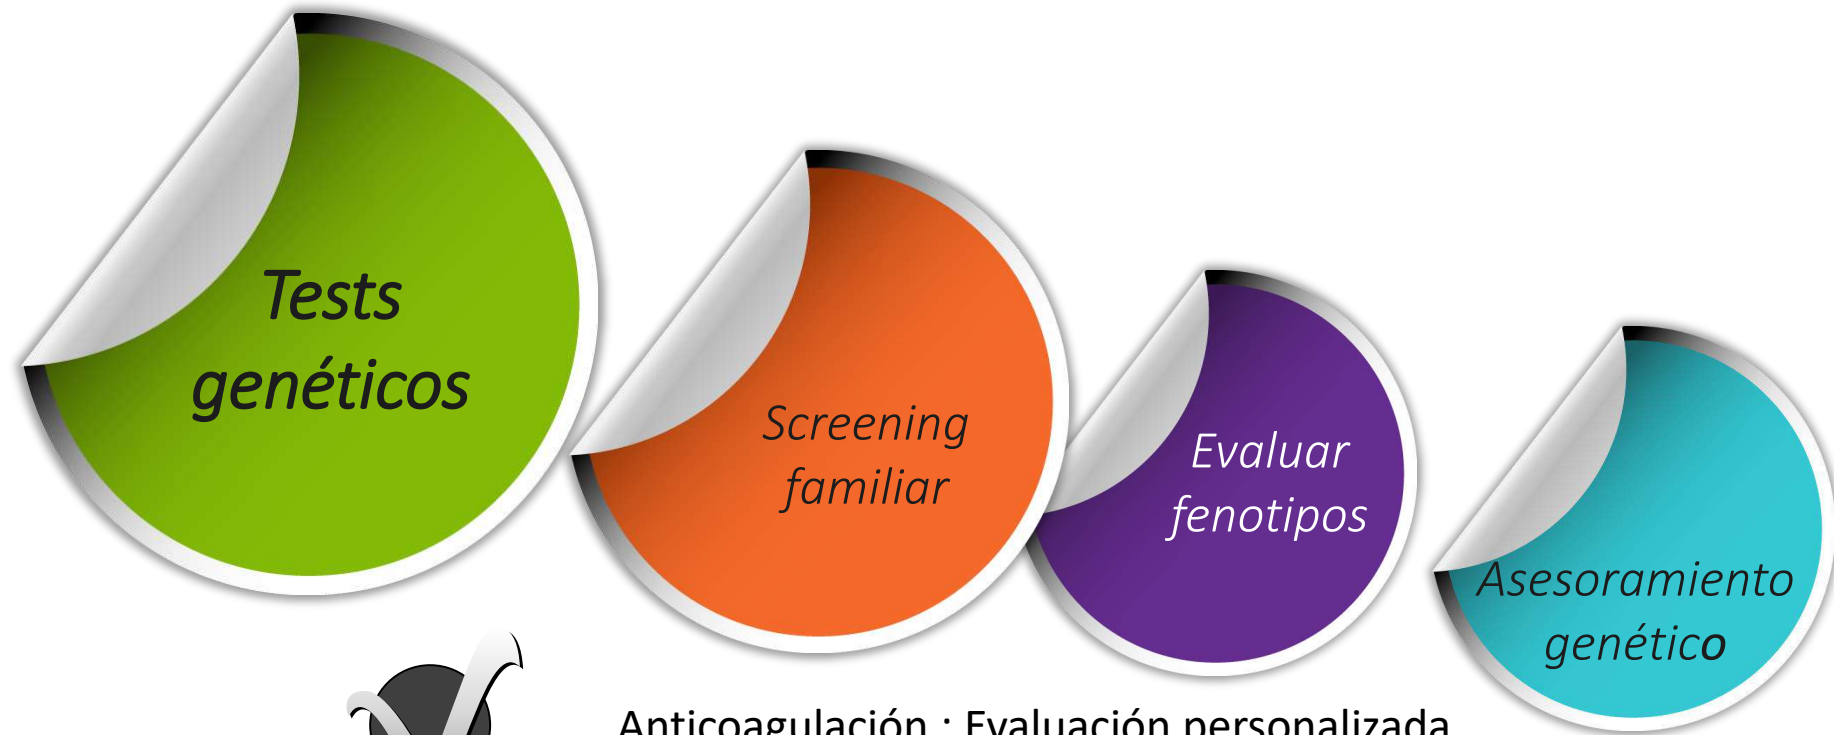 Tests
genéticos
Screening
familiar
Evaluar
fenotipos
Asesoramiento
genético
Anticoagulación : Evaluación personalizada